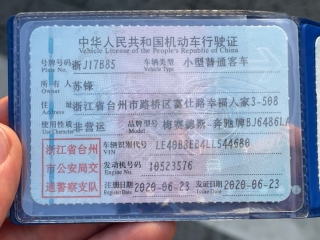 中华人民共和国机动车行驶证
Vehicle License of the People's Republic of China
号牌号码 浙J17B85 车辆类型 小型普通客车
Plate No. Vehicle Type
所有人 苏锋
Owner
住址 浙江省台州市路桥区富仕路幸福人家3-508
使用性质 非营运 品牌型号 梅赛德斯-奔驰牌BJ6486LA
Use Character Model
浙江省台州
市公安局交
通警察支队
车辆识别代号
VIN
发动机号码 10523576
Engine No.
注册日期 2020-06-23 发证日期 2020-06-23
Register Date Issue Date